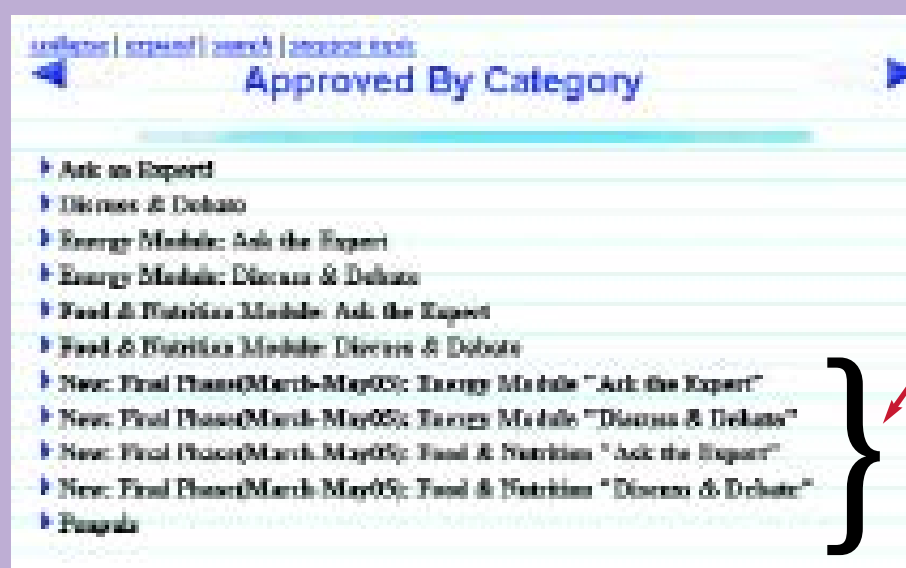 collapse | expand | search |
Approved By Category
Ask an Expert!
Discuss & Debate
Energy Module: Ask the Expert
Energy Module: Discuss & Debate
Food & Nutrition Module: Ask the Expert
Food & Nutrition Module: Discuss & Debate
New: Final Phase(March-May05): Energy Module "Ask the Expert"
New: Final Phase(March-May05): Energy Module "Discuss & Debate"
New: Final Phase(March-May05): Food & Nutrition "Ask the Expert"
New: Final Phase(March-May05): Food & Nutrition "Discuss & Debate"